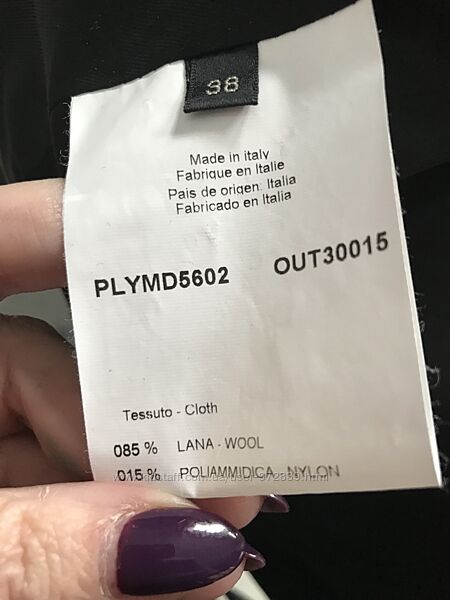 38
Made in italy
Fabrique en Italie
Pais de origen: Italia
Fabricado en Italia
PLYMD5602 OUT30015
Tessuto - Cloth
085 % LANA - WOOL
015 % POLIAMMIDICA - NYLON